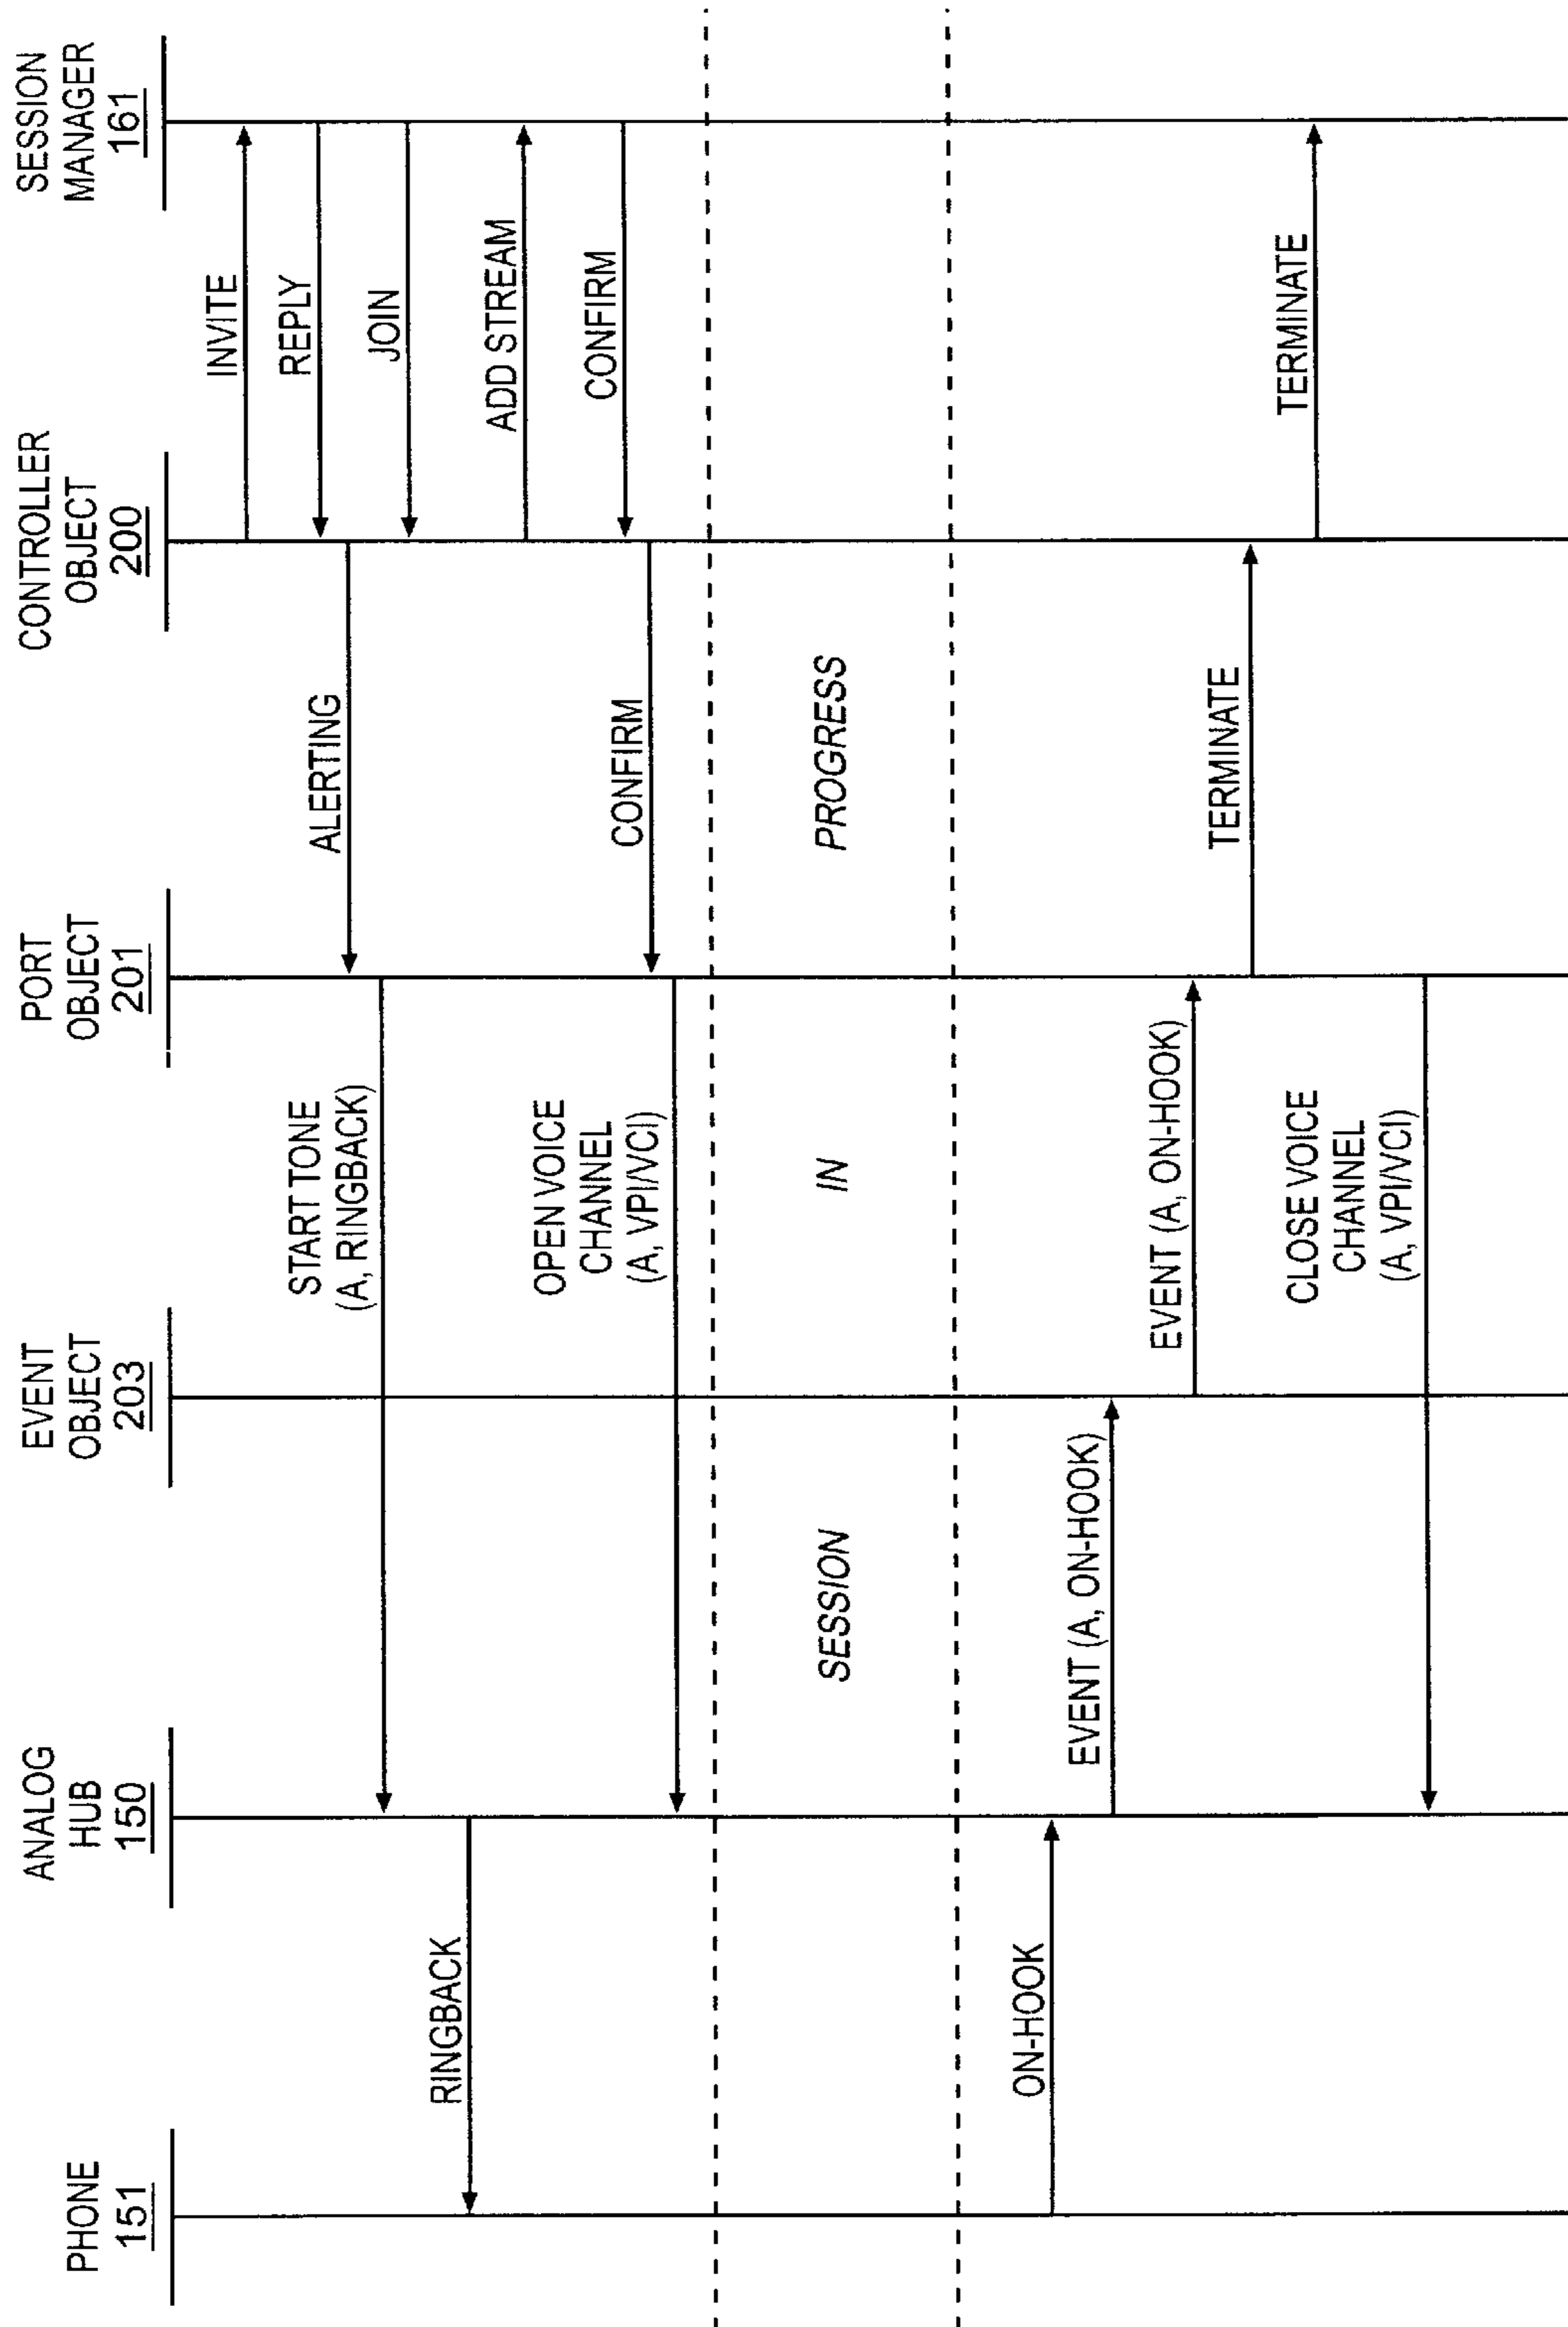 PHONE
151
ANALOG
HUB
150
EVENT
OBJECT
203
PORT
OBJECT
201
CONTROLLER
OBJECT
200
SESSION
MANAGER
161
INVITE
REPLY
ALERTING
START TONE
(A, RINGBACK)
JOIN
RINGBACK
ADD STREAM
CONFIRM
CONFIRM
OPEN VOICE
CHANNEL
(A, VPI/VCI)
SESSION
IN
PROGRESS
ON-HOOK
EVENT (A, ON-HOOK)
EVENT (A, ON-HOOK)
TERMINATE
TERMINATE
CLOSE VOICE
CHANNEL
(A, VPI/VCI)